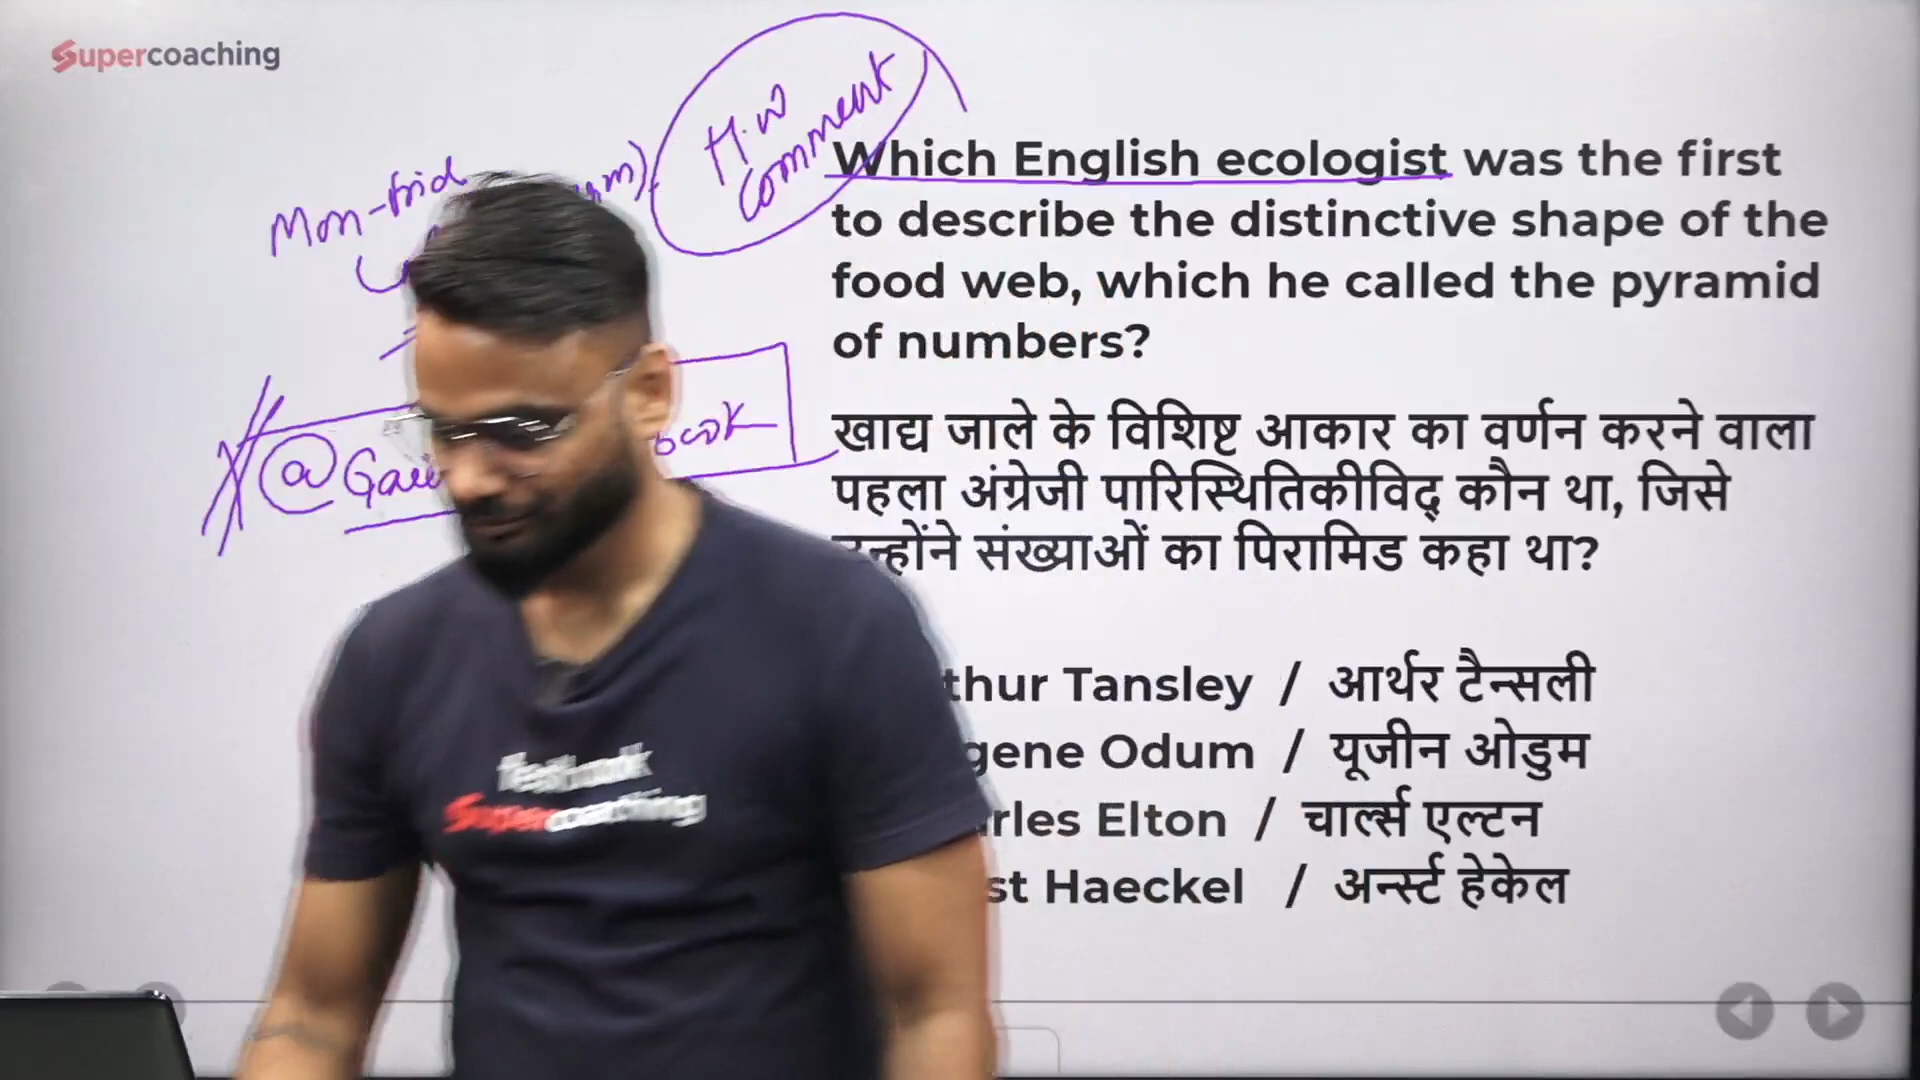 Supercoaching
H.W
comment
Mon-frid
Which English ecologist was the first
to describe the distinctive shape of the
food web, which he called the pyramid
of numbers?
खाद्य जाले के विशिष्ट आकार का वर्णन करने वाला
पहला अंग्रेजी पारिस्थितिकीविद् कौन था, जिसे
उन्होंने संख्याओं का पिरामिड कहा था?
thur Tansley / आर्थर टैन्सली
gene Odum / यूजीन ओडुम
rles Elton / चार्ल्स एल्टन
st Haeckel / अर्न्स्ट हेकेल
testbook
Supercoaching